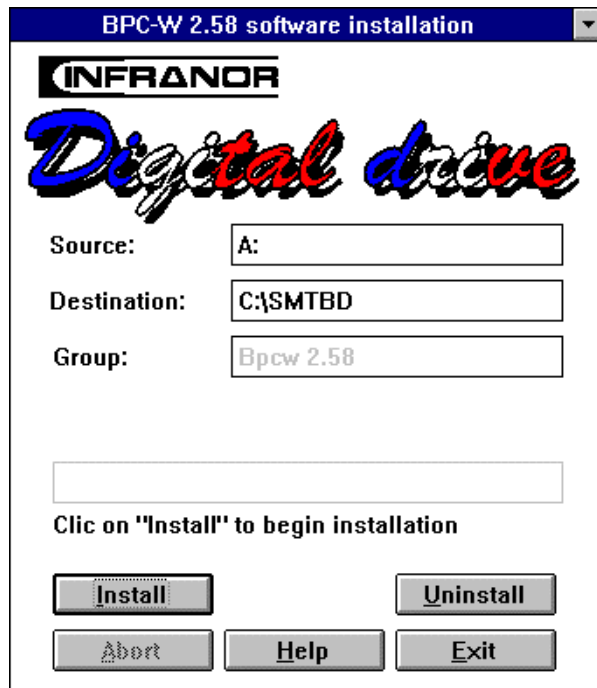 BPC-W 2.58 software installation
INFRANOR
Digital drive
Source: A:
Destination: C:\SMTBD
Group: Bpcw 2.58
Clic on "Install" to begin installation
Install Uninstall
Abort Help Exit